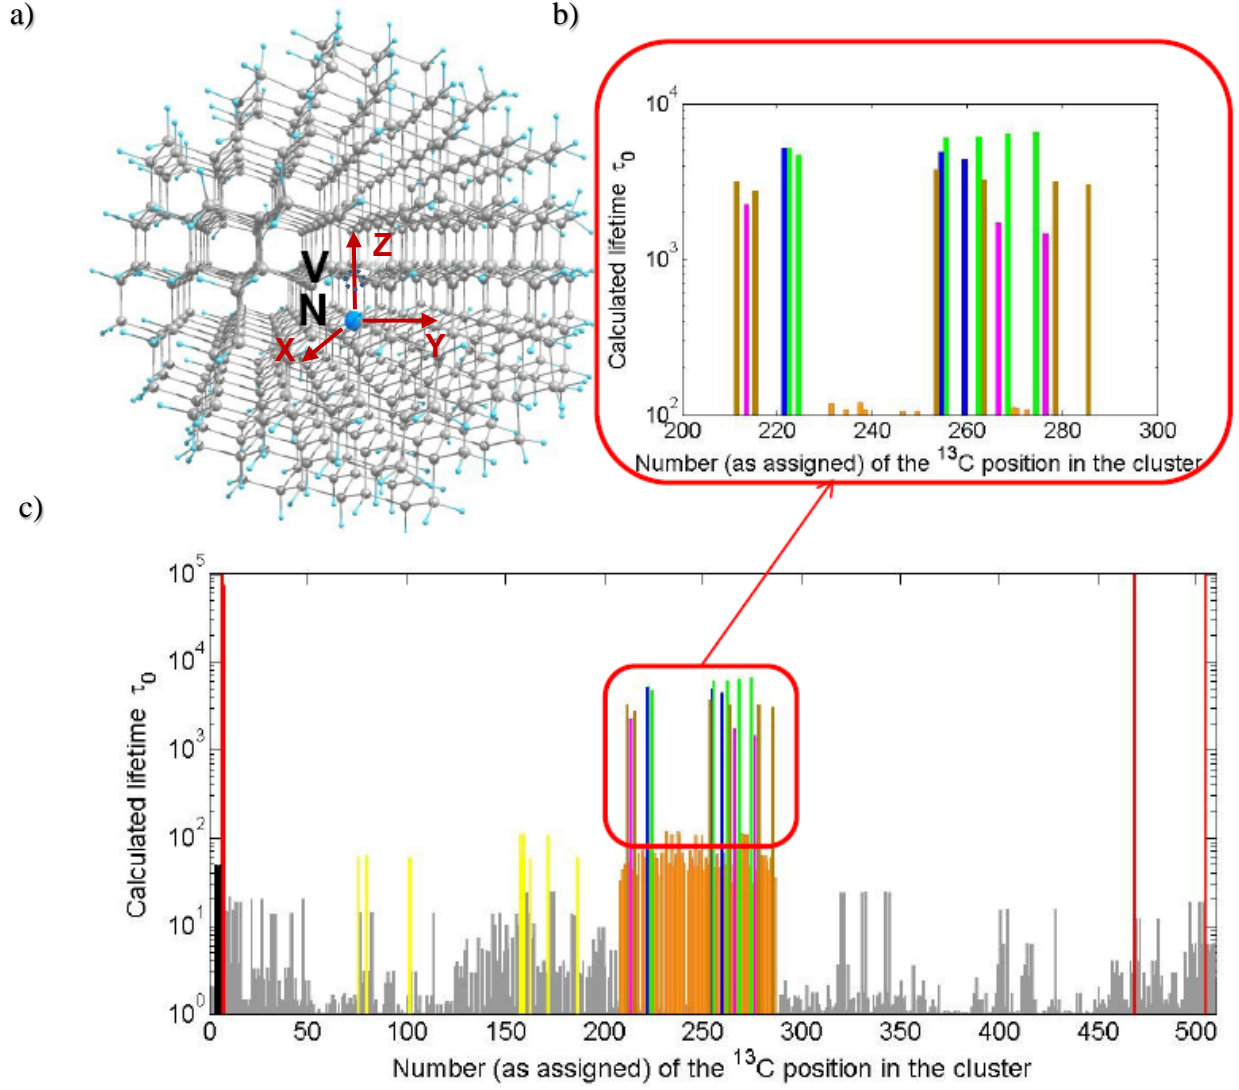 a)
b)
V
N
Z
X
Y
Calculated lifetime τ0
10^4
10^3
10^2
200 220 240 260 280 300
Number (as assigned) of the ^13C position in the cluster
c)
Calculated lifetime τ0
10^5
10^4
10^3
10^2
10^1
10^0
0 50 100 150 200 250 300 350 400 450 500
Number (as assigned) of the ^13C position in the cluster